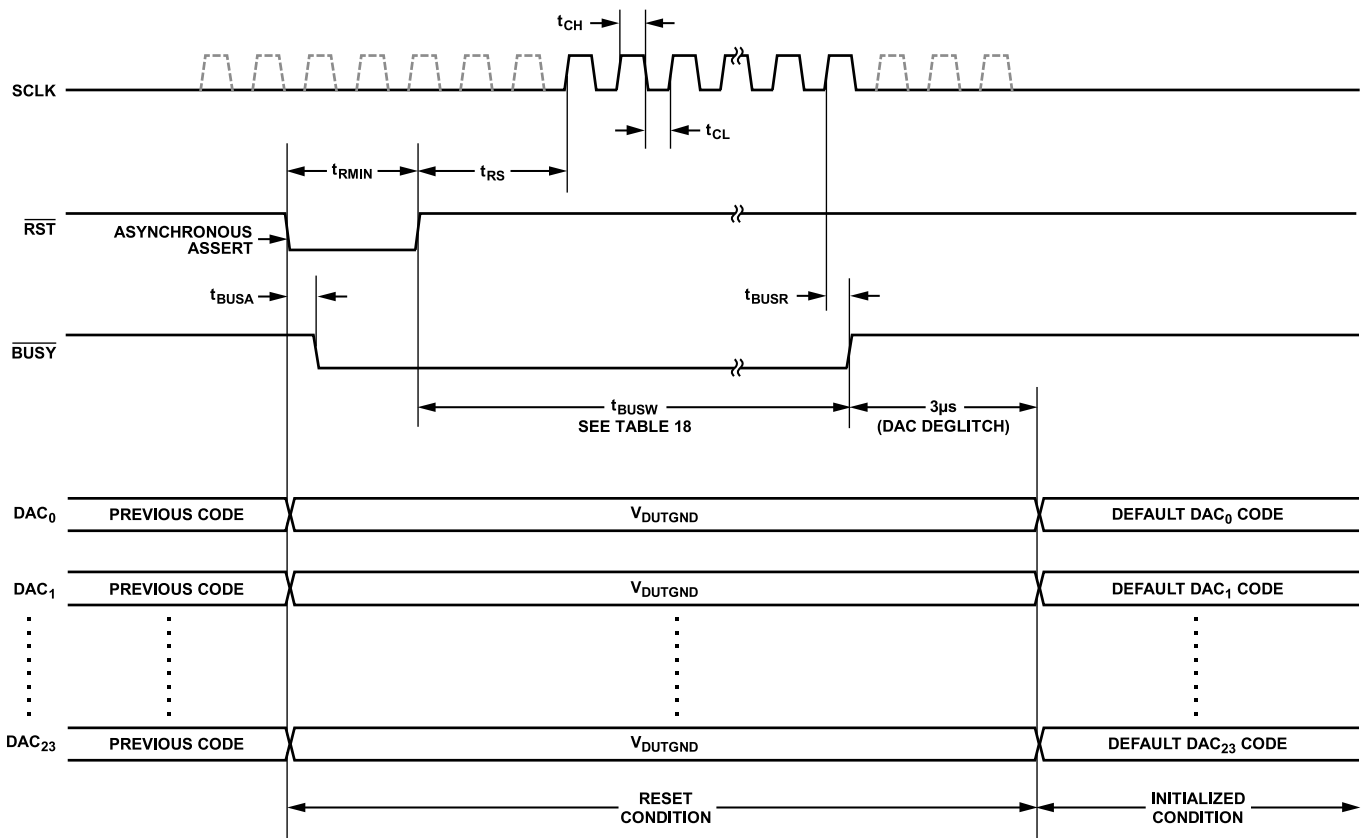 tCH
SCLK
tCL
tRMIN
tRS
RST
ASYNCHRONOUS
ASSERT
tBUSA
tBUSR
BUSY
tBUSW
SEE TABLE 18
3µs
(DAC DEGLITCH)
DAC0
PREVIOUS CODE
VDUTGND
DEFAULT DAC0 CODE
DAC1
PREVIOUS CODE
VDUTGND
DEFAULT DAC1 CODE
DAC23
PREVIOUS CODE
VDUTGND
DEFAULT DAC23 CODE
RESET
CONDITION
INITIALIZED
CONDITION